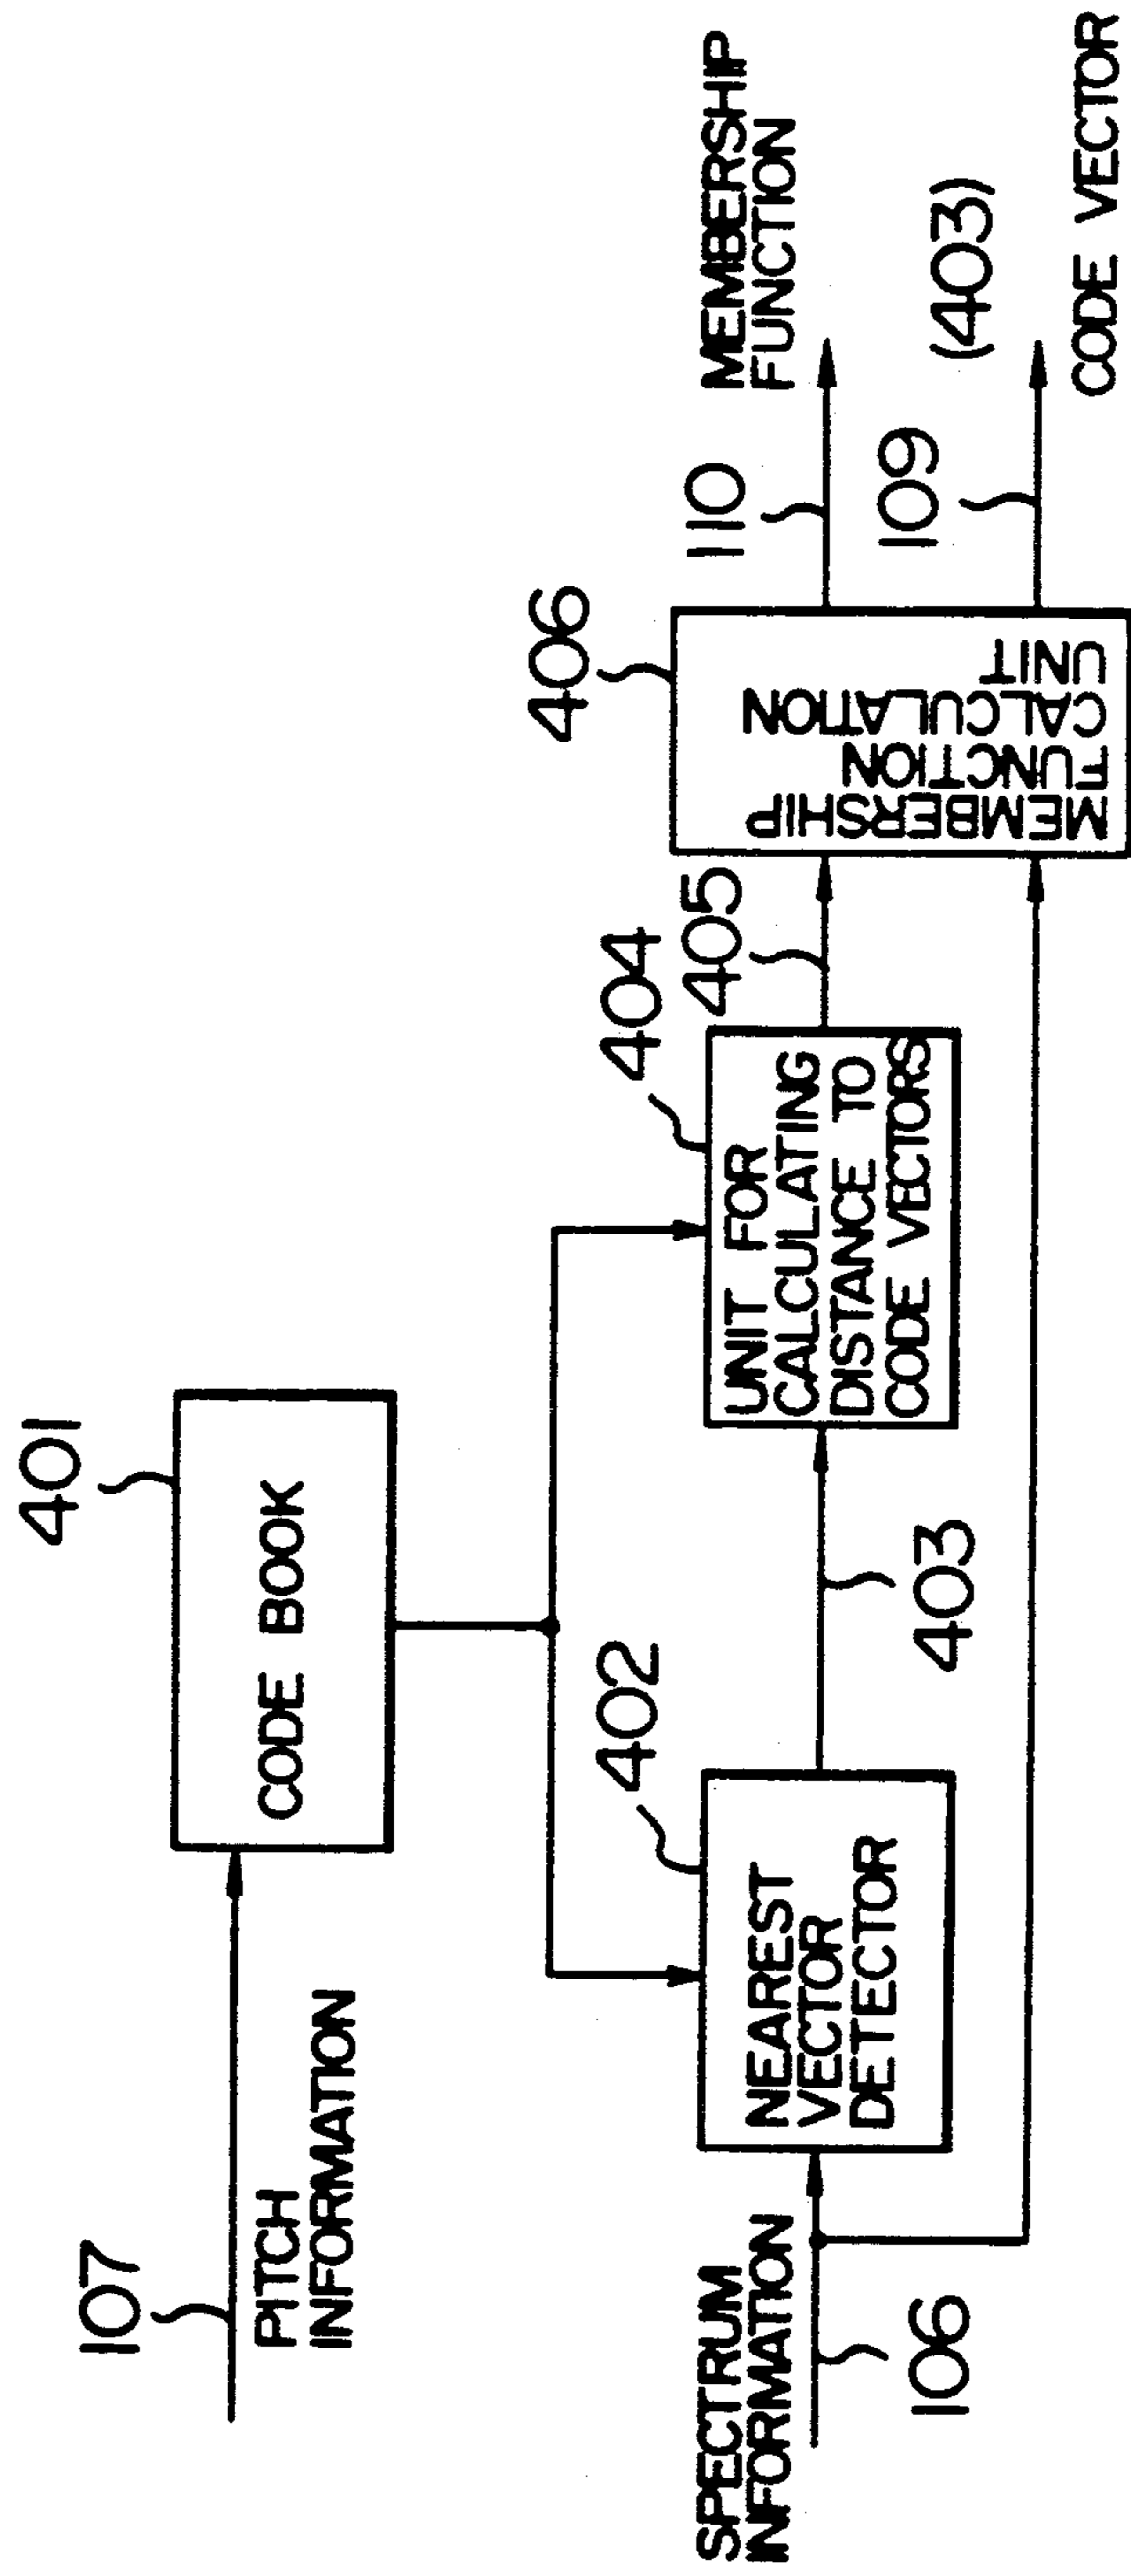 401
107
PITCH
INFORMATION
CODE BOOK
402
404
405
406
110
MEMBERSHIP
FUNCTION
SPECTRUM
INFORMATION
106
NEAREST
VECTOR
DETECTOR
403
UNIT FOR
CALCULATING
DISTANCE TO
CODE VECTORS
MEMBERSHIP
FUNCTION
CALCULATION
UNIT
109
(403)
CODE VECTOR